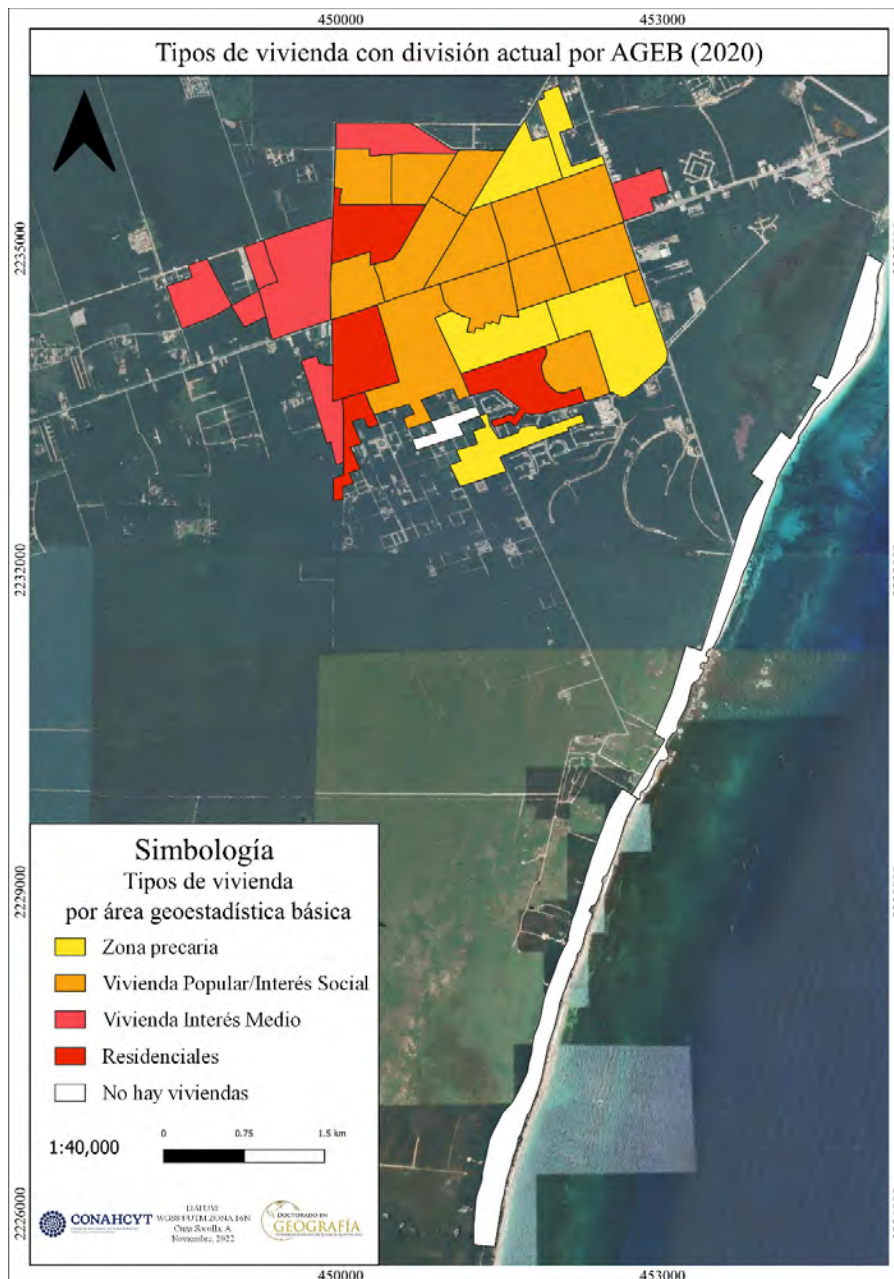 450000 453000
Tipos de vivienda con división actual por AGEB (2020)
2235000
2232000
2229000
2226000
Simbología
Tipos de vivienda
por área geoestadística básica
Zona precaria
Vivienda Popular/Interés Social
Vivienda Interés Medio
Residenciales
No hay viviendas
1:40,000
0 0.75 1.5 km
CONAHCYT
DATUM:
WGS84/UTM ZONA 16N
Noviembre, 2022
DOCTORADO EN
GEOGRAFÍA
450000 453000